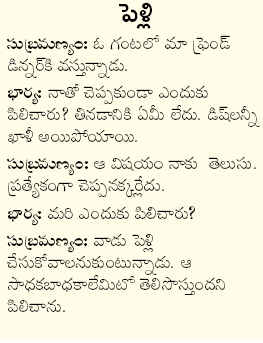 పెళ్లి
సుబ్రమణ్యం: ఓ గంటలో మా ఫ్రెండ్
డిన్నర్‌కి వస్తున్నాడు.
భార్య: నాతో చెప్పకుండా ఎందుకు
పిలిచారు? తినడానికి ఏమీ లేదు. డిష్‌లన్నీ
ఖాళీ అయిపోయాయి.
సుబ్రమణ్యం: ఆ విషయం నాకు తెలుసు.
ప్రత్యేకంగా చెప్పనక్కర్లేదు.
భార్య: మరి ఎందుకు పిలిచారు?
సుబ్రమణ్యం: వాడు పెళ్లి
చేసుకోవాలనుకుంటున్నాడు. ఆ
సాధకబాధకాలేమిటో తెలిసొస్తుందని
పిలిచాను.